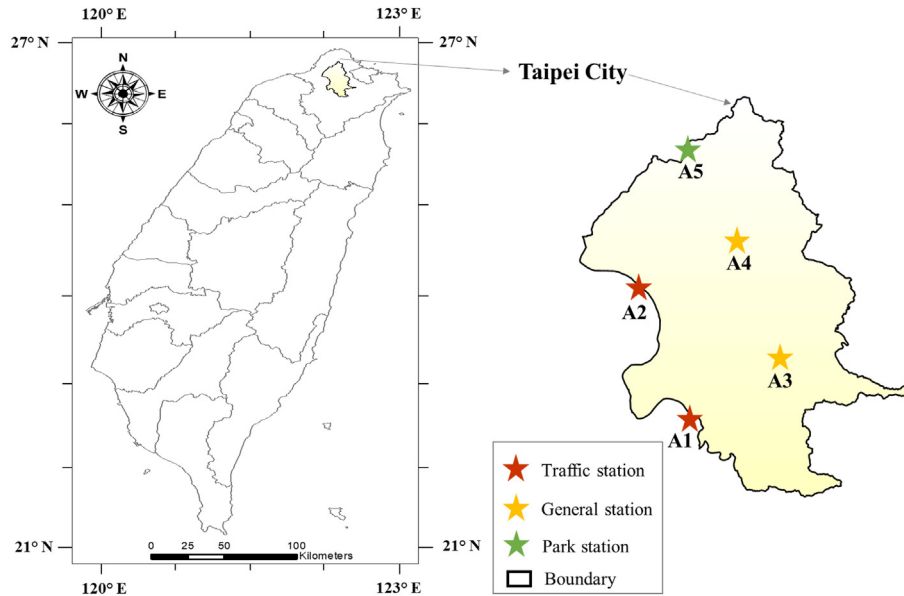 120° E
123° E
27° N
27° N
N
W
E
S
Taipei City
A5
A4
A2
A3
A1
Traffic station
General station
Park station
Boundary
0 25 50 100
Kilometers
21° N
21° N
120° E
123° E